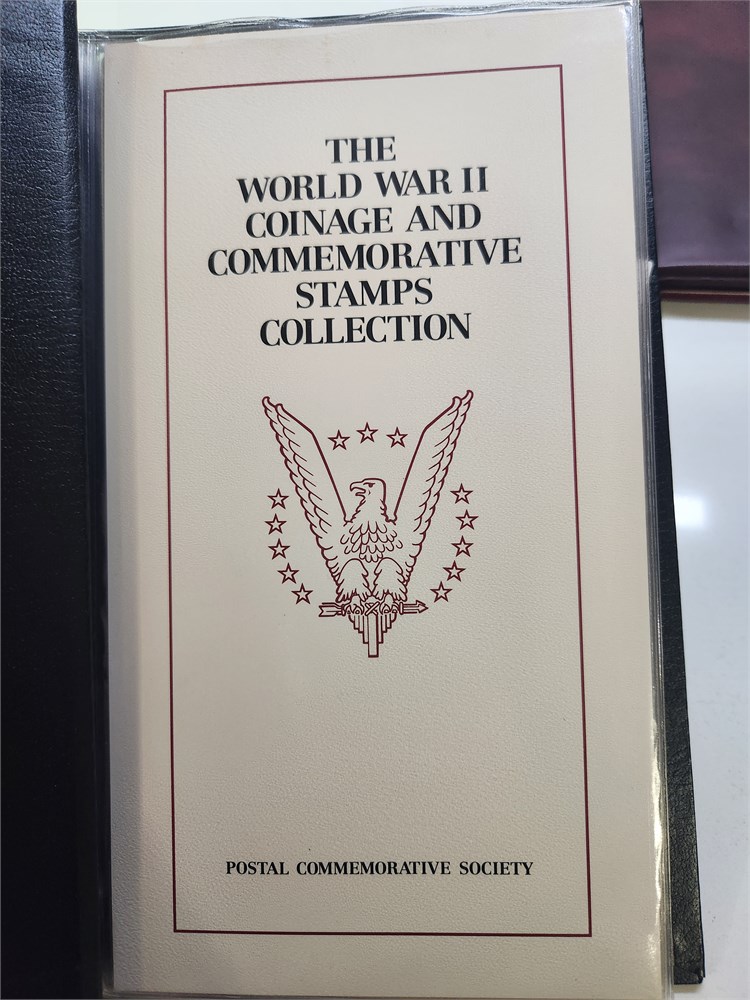 THE
WORLD WAR II
COINAGE AND
COMMEMORATIVE
STAMPS
COLLECTION
POSTAL COMMEMORATIVE SOCIETY